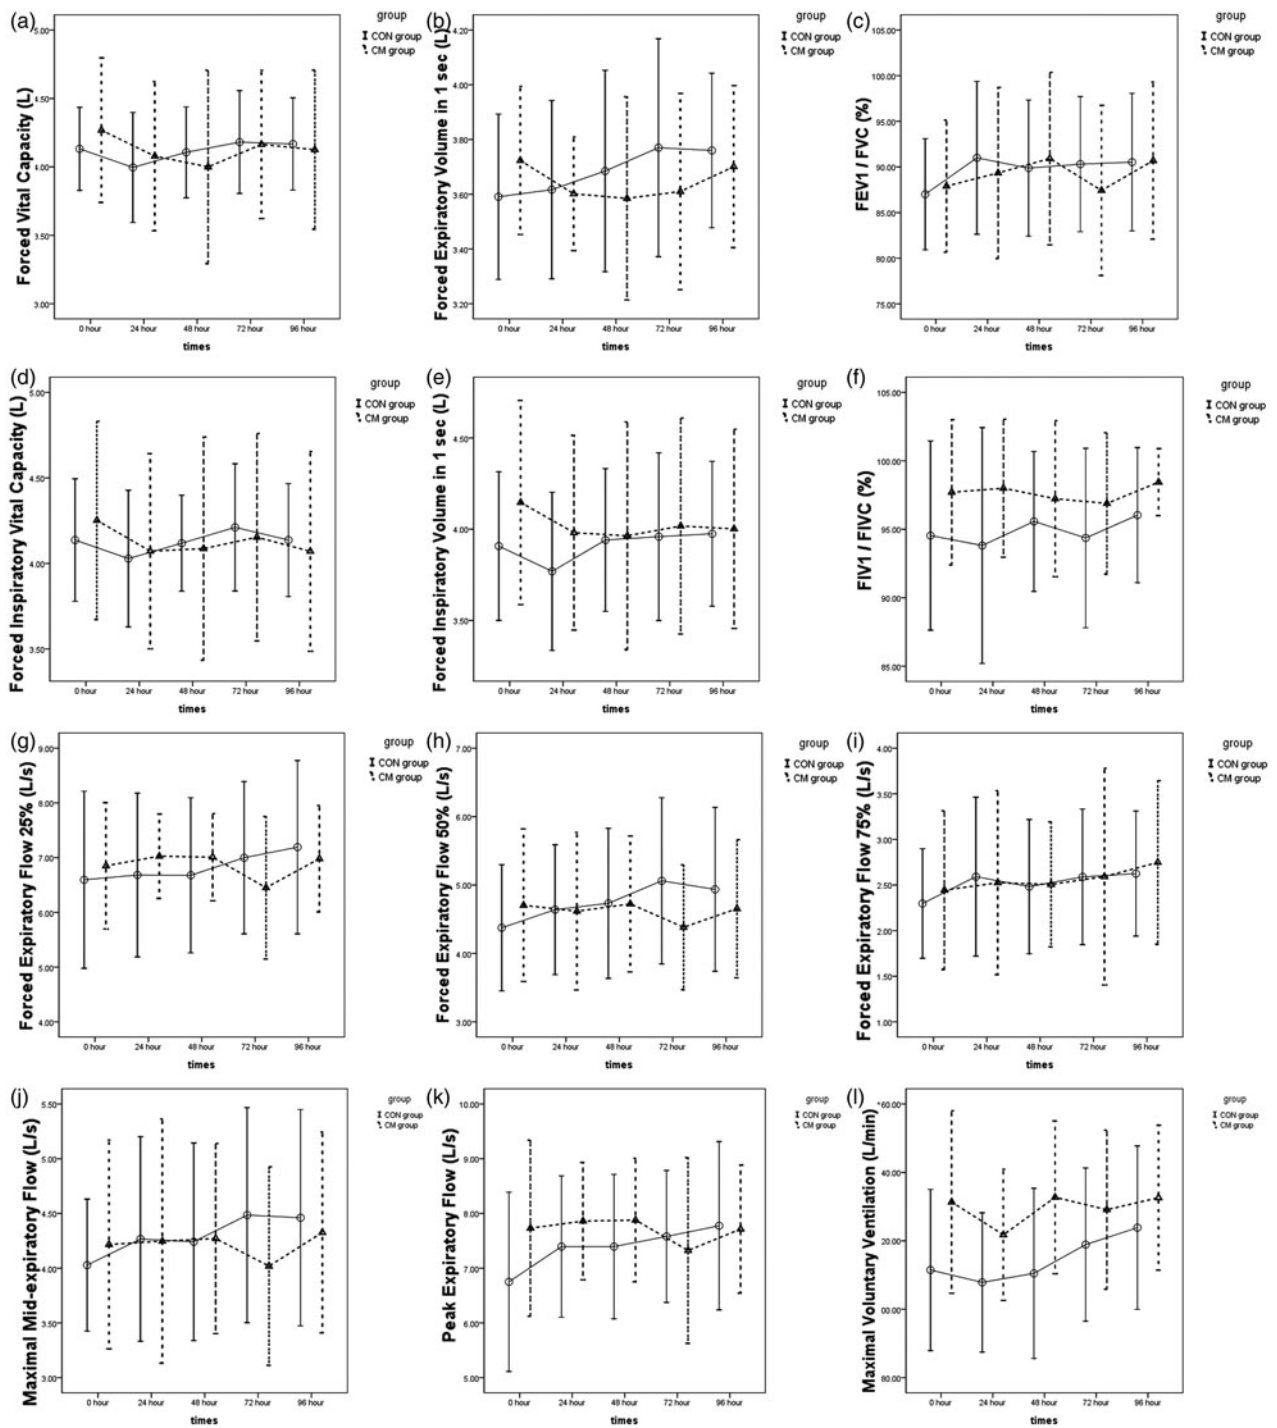 (a)
group
CON group
CM group
Forced Vital Capacity (L)
5.00
4.50
4.00
3.50
3.00
0 hour 24 hour 48 hour 72 hour 96 hour
times
(b)
group
CON group
CM group
Forced Expiratory Volume in 1 sec (L)
4.20
4.00
3.80
3.60
3.40
3.20
0 hour 24 hour 48 hour 72 hour 96 hour
times
(c)
group
CON group
CM group
FEV1 / FVC (%)
105.00
100.00
95.00
90.00
85.00
80.00
75.00
0 hour 24 hour 48 hour 72 hour 96 hour
times
(d)
group
CON group
CM group
Forced Inspiratory Vital Capacity (L)
5.00
4.50
4.00
3.50
0 hour 24 hour 48 hour 72 hour 96 hour
times
(e)
group
CON group
CM group
Forced Inspiratory Volume in 1 sec (L)
4.50
4.00
3.50
0 hour 24 hour 48 hour 72 hour 96 hour
times
(f)
group
CON group
CM group
FIV1 / FIVC (%)
105.00
100.00
95.00
90.00
85.00
0 hour 24 hour 48 hour 72 hour 96 hour
times
(g)
group
CON group
CM group
Forced Expiratory Flow 25% (L/s)
9.00
8.00
7.00
6.00
5.00
4.00
0 hour 24 hour 48 hour 72 hour 96 hour
times
(h)
group
CON group
CM group
Forced Expiratory Flow 50% (L/s)
7.00
6.00
5.00
4.00
3.00
0 hour 24 hour 48 hour 72 hour 96 hour
times
(i)
group
CON group
CM group
Forced Expiratory Flow 75% (L/s)
4.00
3.50
3.00
2.50
2.00
1.50
1.00
0 hour 24 hour 48 hour 72 hour 96 hour
times
(j)
group
CON group
CM group
Maximal Mid-expiratory Flow (L/s)
5.50
5.00
4.50
4.00
3.50
3.00
0 hour 24 hour 48 hour 72 hour 96 hour
times
(k)
group
CON group
CM group
Peak Expiratory Flow (L/s)
10.00
9.00
8.00
7.00
6.00
5.00
0 hour 24 hour 48 hour 72 hour 96 hour
times
(l)
group
CON group
CM group
Maximal Voluntary Ventilation (L/min)
60.00
40.00
20.00
00.00
80.00
0 hour 24 hour 48 hour 72 hour 96 hour
times